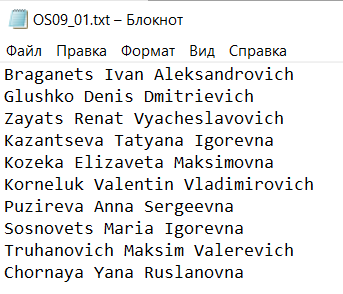 OS09_01.txt – Блокнот
Файл Правка Формат Вид Справка
Braganets Ivan Aleksandrovich
Glushko Denis Dmitrievich
Zayats Renat Vyacheslavovich
Kazantseva Tatyana Igorevna
Kozeka Elizaveta Maksimovna
Korneluk Valentin Vladimirovich
Puzireva Anna Sergeevna
Sosnovets Maria Igorevna
Truhanovich Maksim Valerevich
Chornaya Yana Ruslanovna